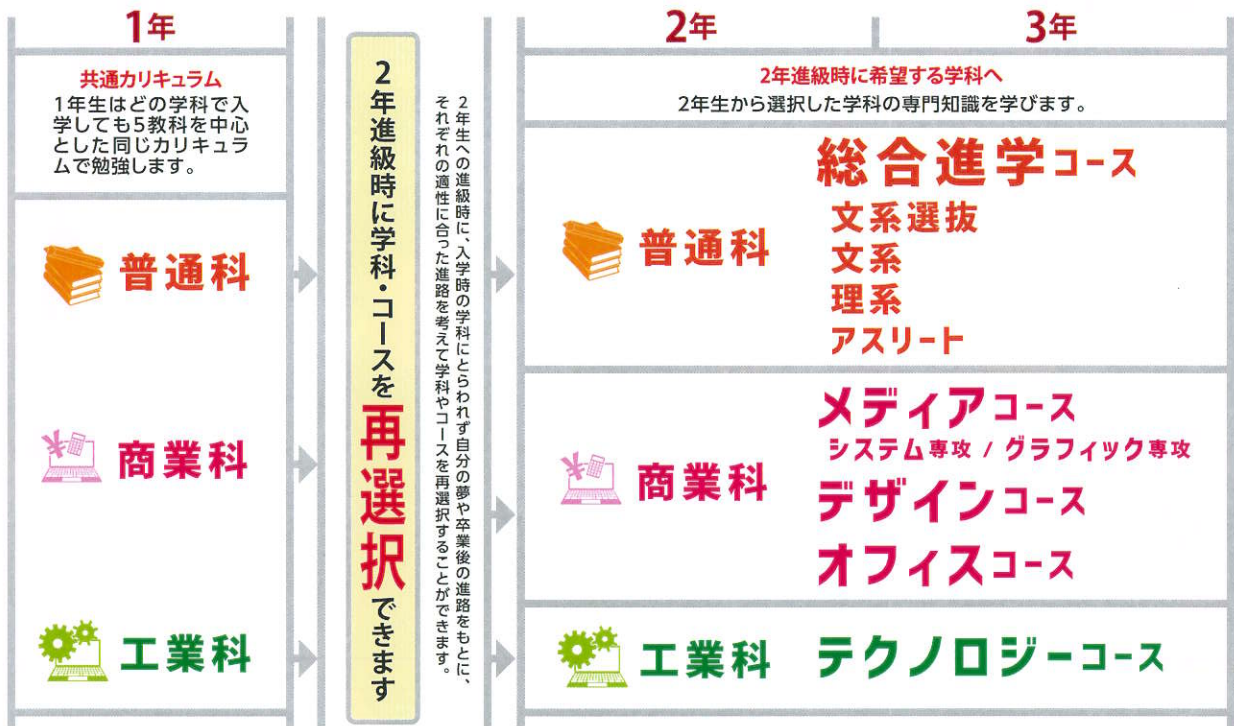 1年
共通カリキュラム
1年生はどの学科で入
学しても5教科を中心
とした同じカリキュラ
ムで勉強します。
普通科
商業科
工業科
2年進級時に学科・コースを再選択できます
2年生への進級時に、入学時の学科にとらわれず自分の夢や卒業後の進路をもとに、
それぞれの適性に合った進路を考えて学科やコースを再選択することができます。
2年
3年
2年進級時に希望する学科へ
2年生から選択した学科の専門知識を学びます。
普通科
総合進学コース
文系選抜
文系
理系
アスリート
商業科
メディアコース
システム専攻 / グラフィック専攻
デザインコース
オフィスコース
工業科
テクノロジーコース